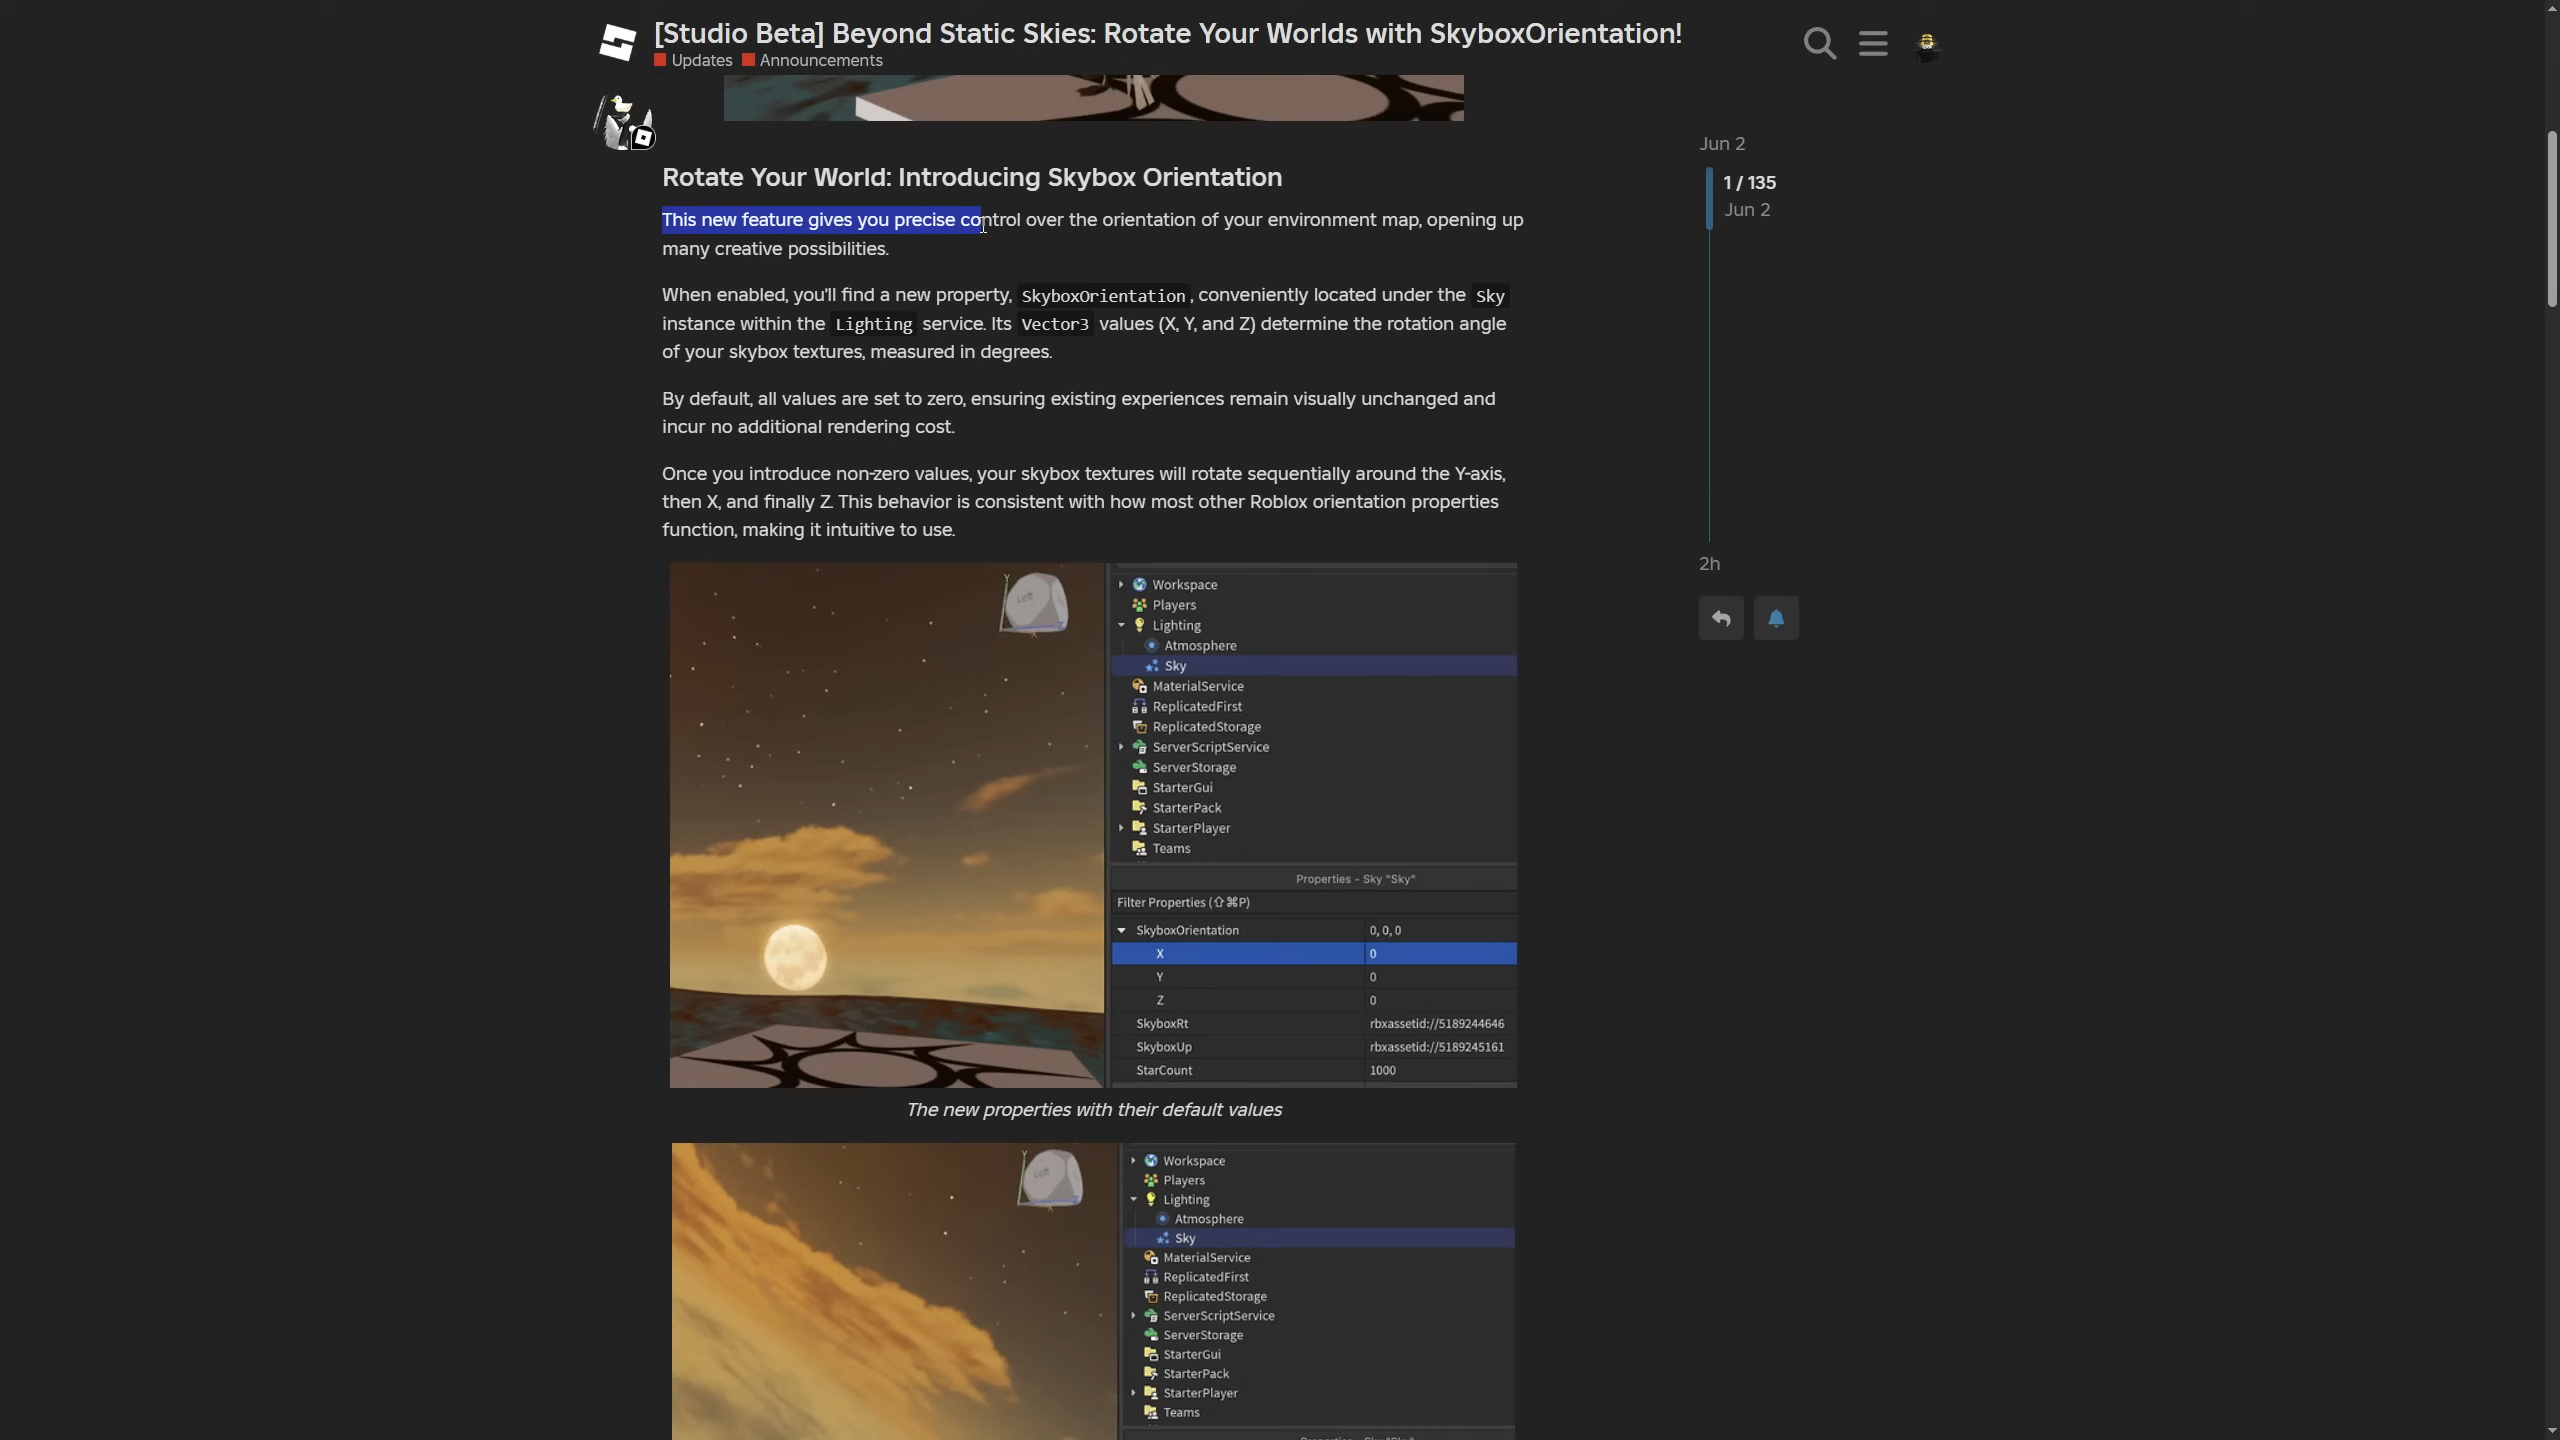 [Studio Beta] Beyond Static Skies: Rotate Your Worlds with SkyboxOrientation!
Updates Announcements
Jun 2
1 / 135
Jun 2
2h
Rotate Your World: Introducing Skybox Orientation
This new feature gives you precise control over the orientation of your environment map, opening up
many creative possibilities.
When enabled, you'll find a new property, SkyboxOrientation, conveniently located under the Sky
instance within the Lighting service. Its Vector3 values (X, Y, and Z) determine the rotation angle
of your skybox textures, measured in degrees.
By default, all values are set to zero, ensuring existing experiences remain visually unchanged and
incur no additional rendering cost.
Once you introduce non-zero values, your skybox textures will rotate sequentially around the Y-axis,
then X, and finally Z. This behavior is consistent with how most other Roblox orientation properties
function, making it intuitive to use.
Y
Left
Z
X
Workspace
Players
Lighting
Atmosphere
Sky
MaterialService
ReplicatedFirst
ReplicatedStorage
ServerScriptService
ServerStorage
StarterGui
StarterPack
StarterPlayer
Teams
Properties - Sky "Sky"
Filter Properties (⇧⌘P)
SkyboxOrientation 0, 0, 0
X 0
Y 0
Z 0
SkyboxRt rbxassetid://5189244646
SkyboxUp rbxassetid://5189245161
StarCount 1000
The new properties with their default values
Y
Left
Z
X
Workspace
Players
Lighting
Atmosphere
Sky
MaterialService
ReplicatedFirst
ReplicatedStorage
ServerScriptService
ServerStorage
StarterGui
StarterPack
StarterPlayer
Teams